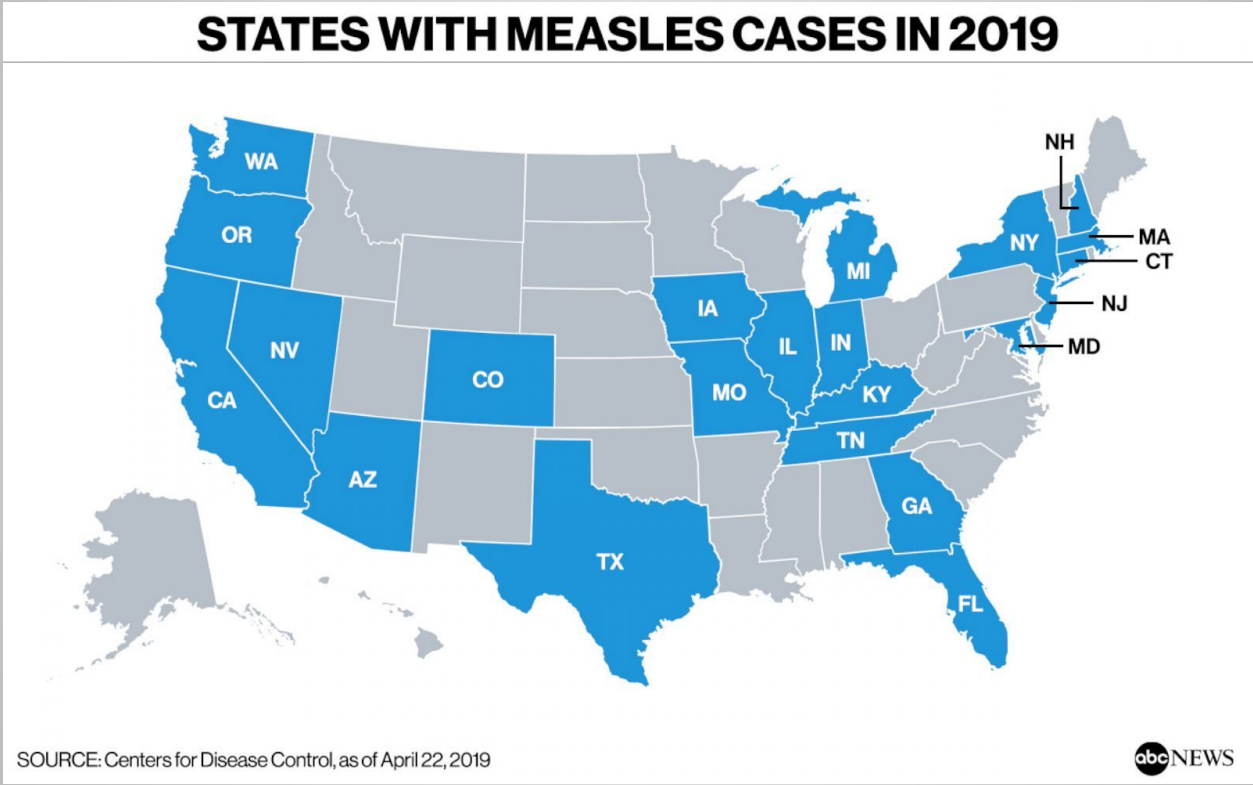 STATES WITH MEASLES CASES IN 2019
WA
OR
NV
CA
AZ
CO
TX
IA
MO
IL
IN
MI
KY
TN
GA
FL
NY
NH
MA
CT
NJ
MD
SOURCE: Centers for Disease Control, as of April 22, 2019
abc NEWS